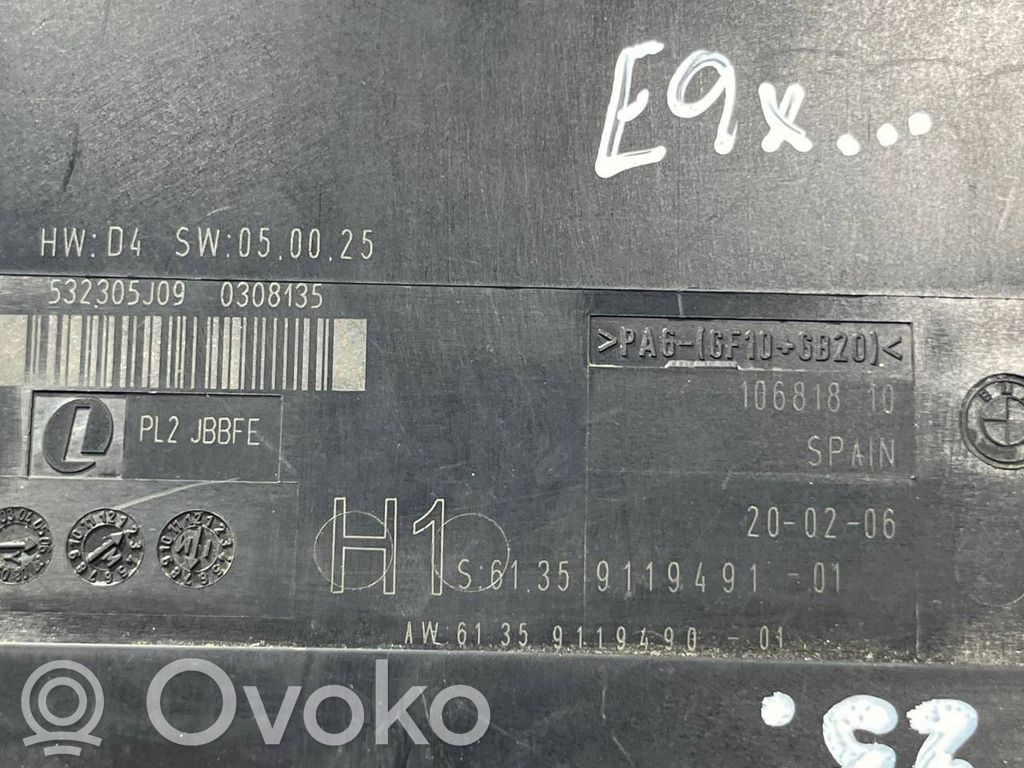 E9x...
HW:D4 SW:05.00.25
532305J09 0308135
>PA6-(GF10+GB20)<
106818 10
PL2 JBBFE
SPAIN
20-02-06
H1
S:61.35 9119491-01
AW 61 35 9119490-01
Ovoko